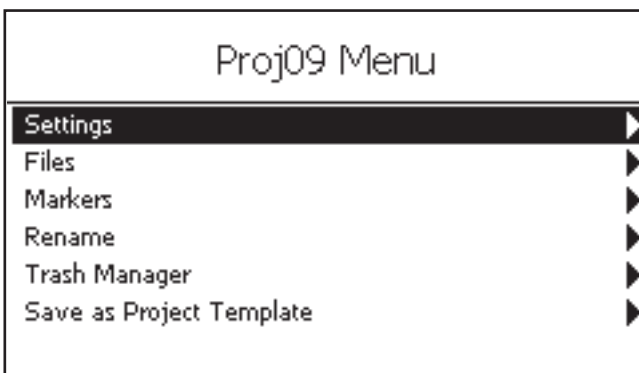 Proj09 Menu
Settings
Files
Markers
Rename
Trash Manager
Save as Project Template